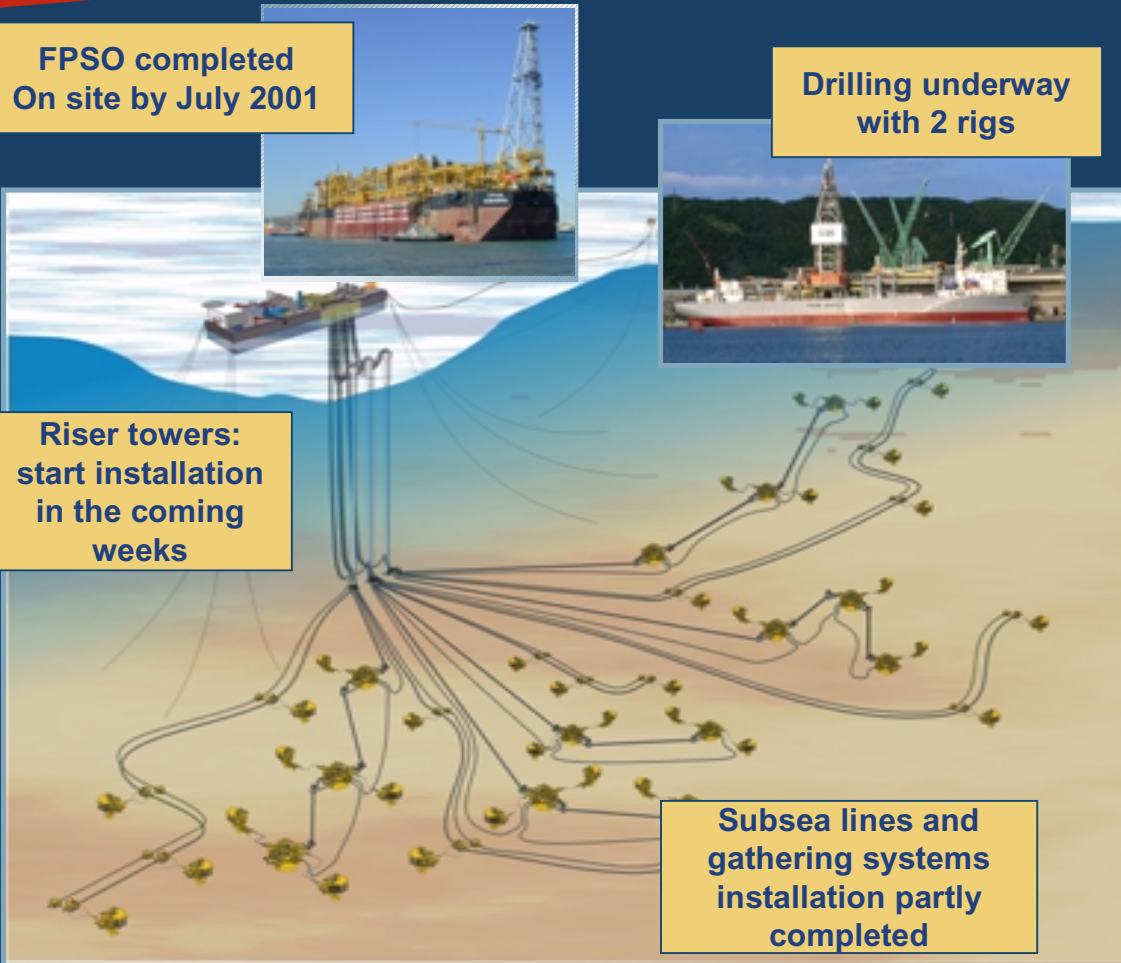 FPSO completed
On site by July 2001
Drilling underway
with 2 rigs
Riser towers:
start installation
in the coming
weeks
Subsea lines and
gathering systems
installation partly
completed